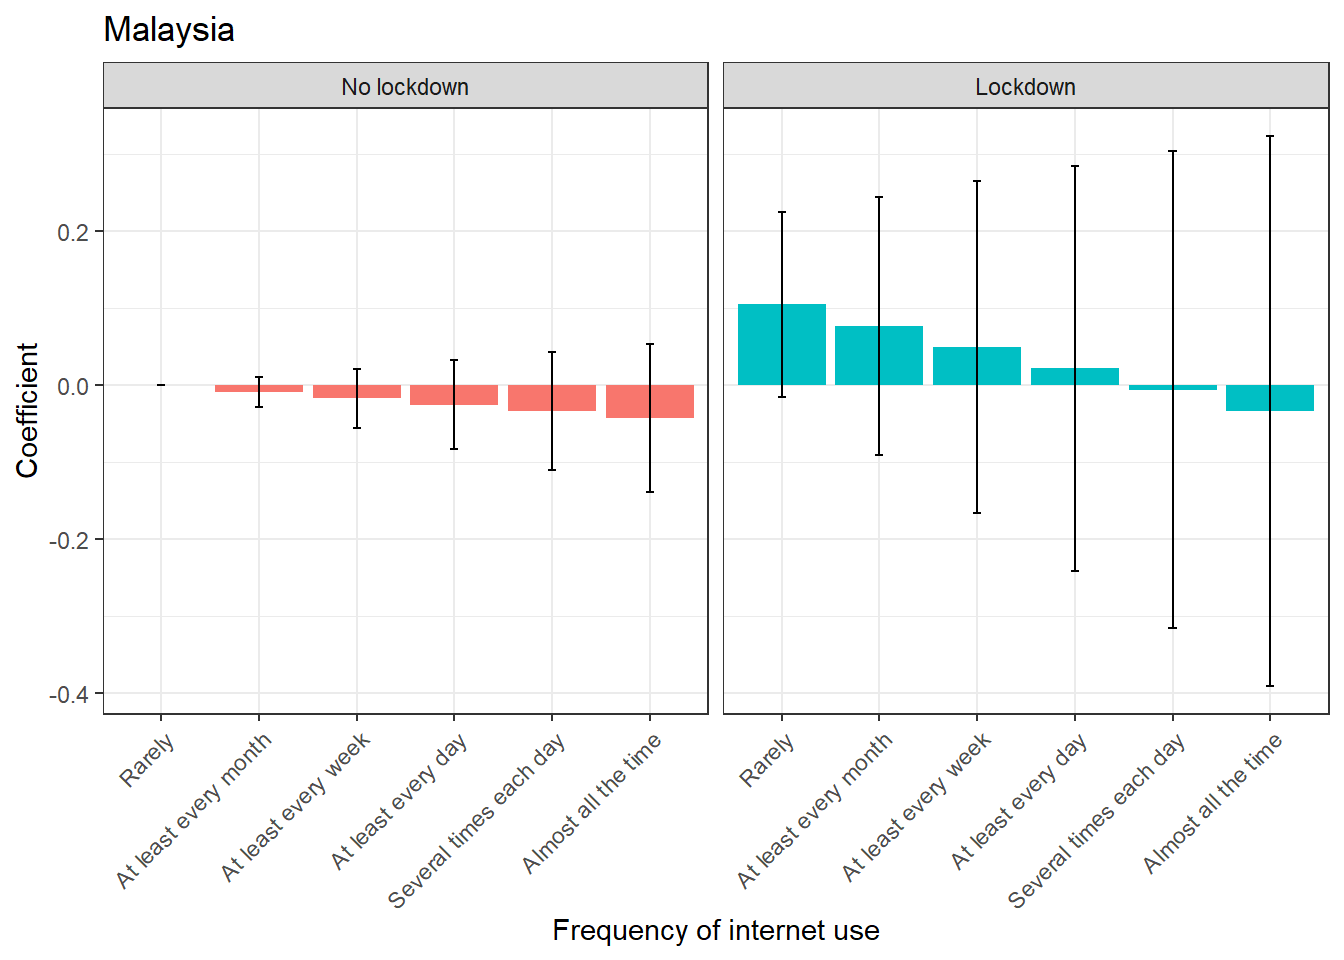 Malaysia
No lockdown
Lockdown
Coefficient
0.2
0.0
-0.2
-0.4
Rarely
At least every month
At least every week
At least every day
Several times each day
Almost all the time
Rarely
At least every month
At least every week
At least every day
Several times each day
Almost all the time
Frequency of internet use